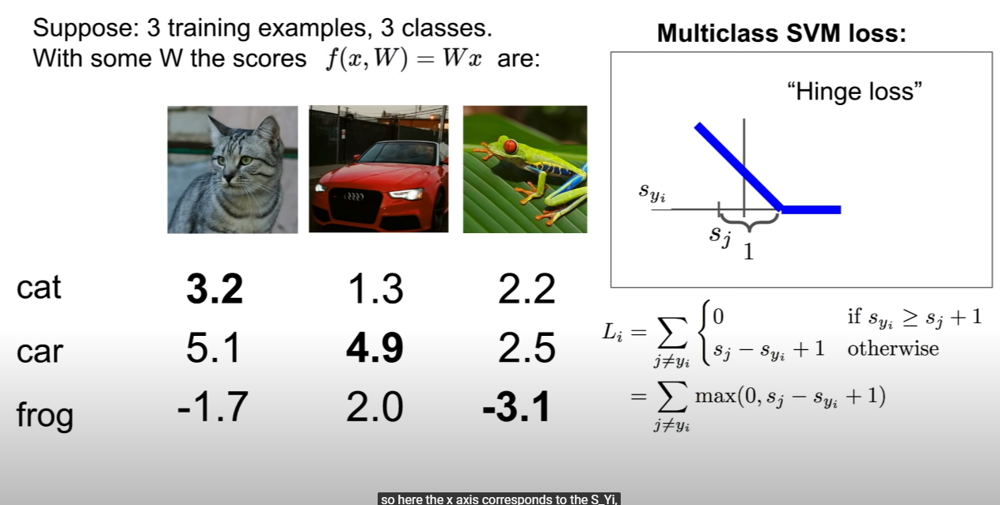 Suppose: 3 training examples, 3 classes.
With some W the scores f(x, W) = Wx are:
Multiclass SVM loss:
“Hinge loss”
s_{y_i}
s_j
1
cat 3.2 1.3 2.2
car 5.1 4.9 2.5
frog -1.7 2.0 -3.1
L_i = \sum_{j \neq y_i} \begin{cases} 0 & \text{if } s_{y_i} \geq s_j + 1 \\ s_j - s_{y_i} + 1 & \text{otherwise} \end{cases}
= \sum_{j \neq y_i} \max(0, s_j - s_{y_i} + 1)
so here the x axis corresponds to the S_Yi,